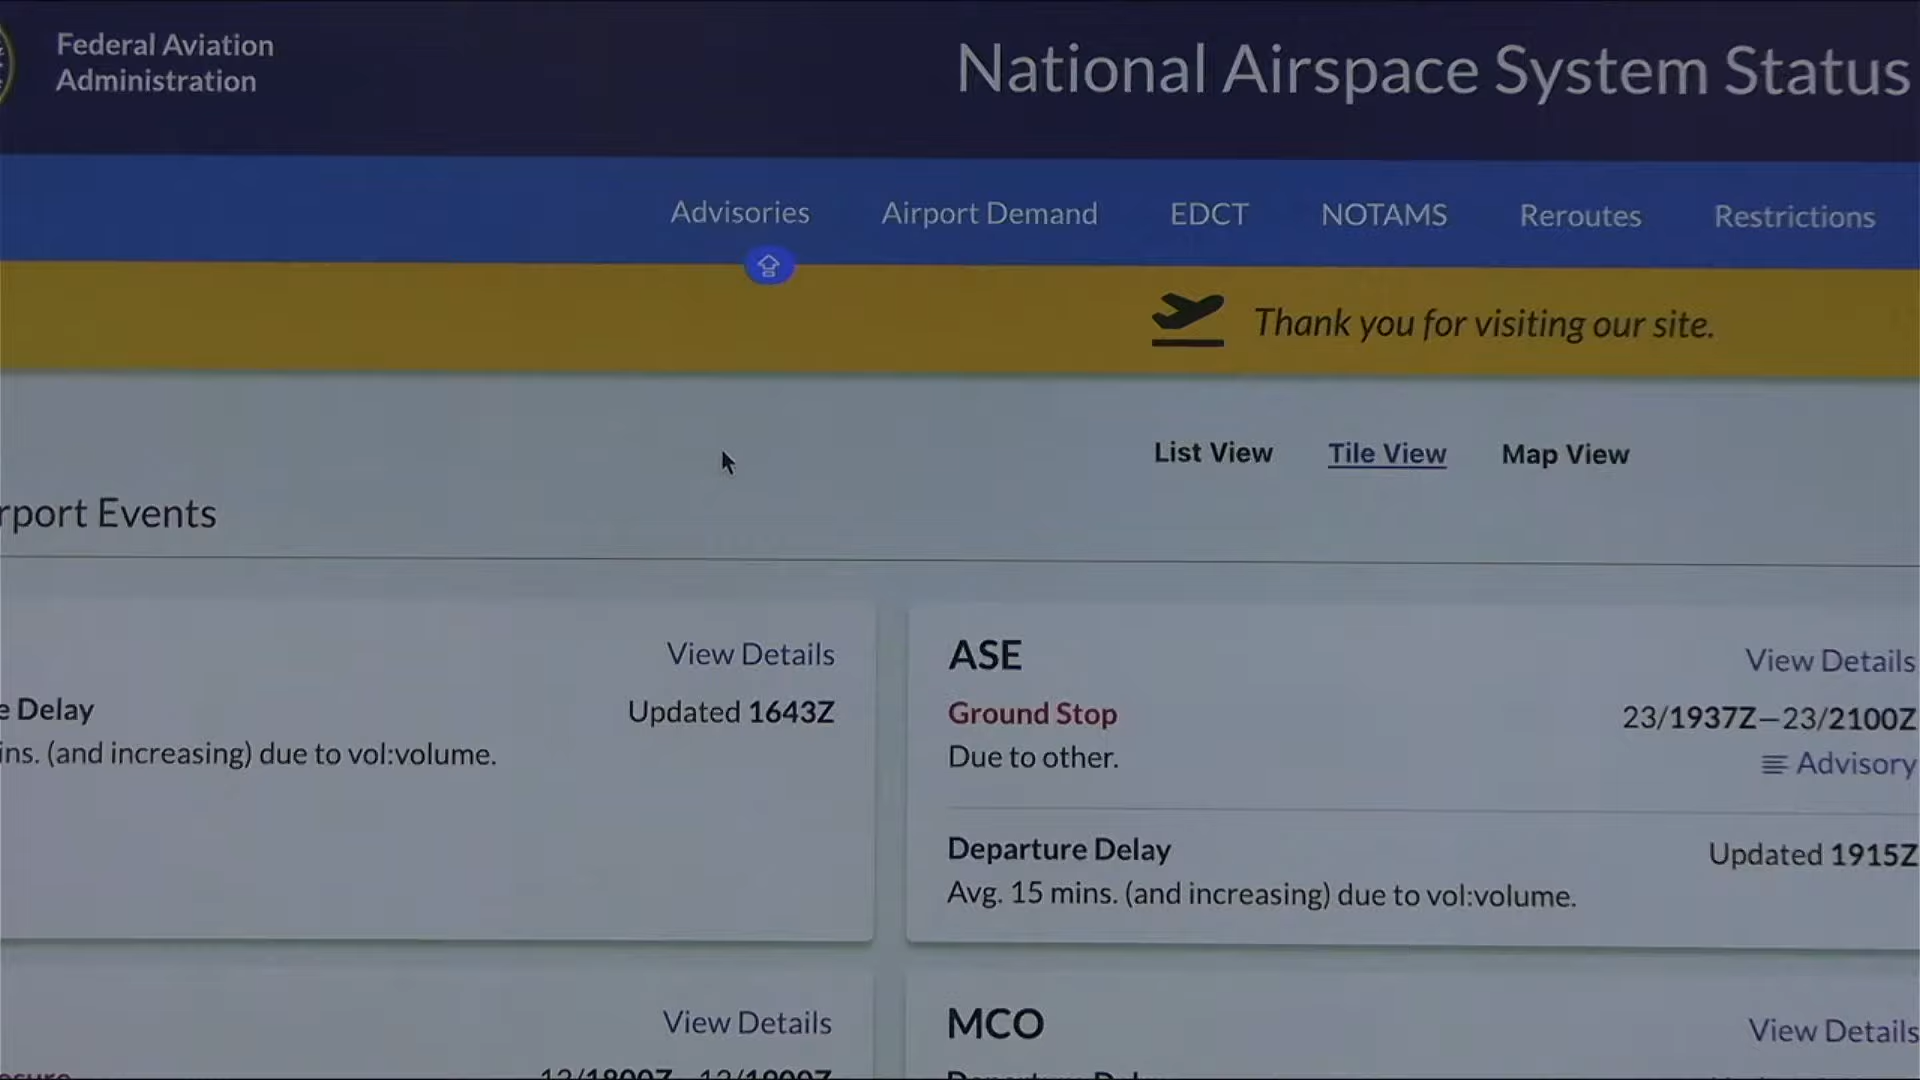 Federal Aviation
Administration
National Airspace System Status
Advisories Airport Demand EDCT NOTAMS Reroutes Restrictions
Thank you for visiting our site.
List View Tile View Map View
rport Events
View Details
e Delay Updated 1643Z
ins. (and increasing) due to vol:volume.
ASE View Details
Ground Stop 23/1937Z—23/2100Z
Due to other. Advisory
Departure Delay Updated 1915Z
Avg. 15 mins. (and increasing) due to vol:volume.
View Details
MCO View Details